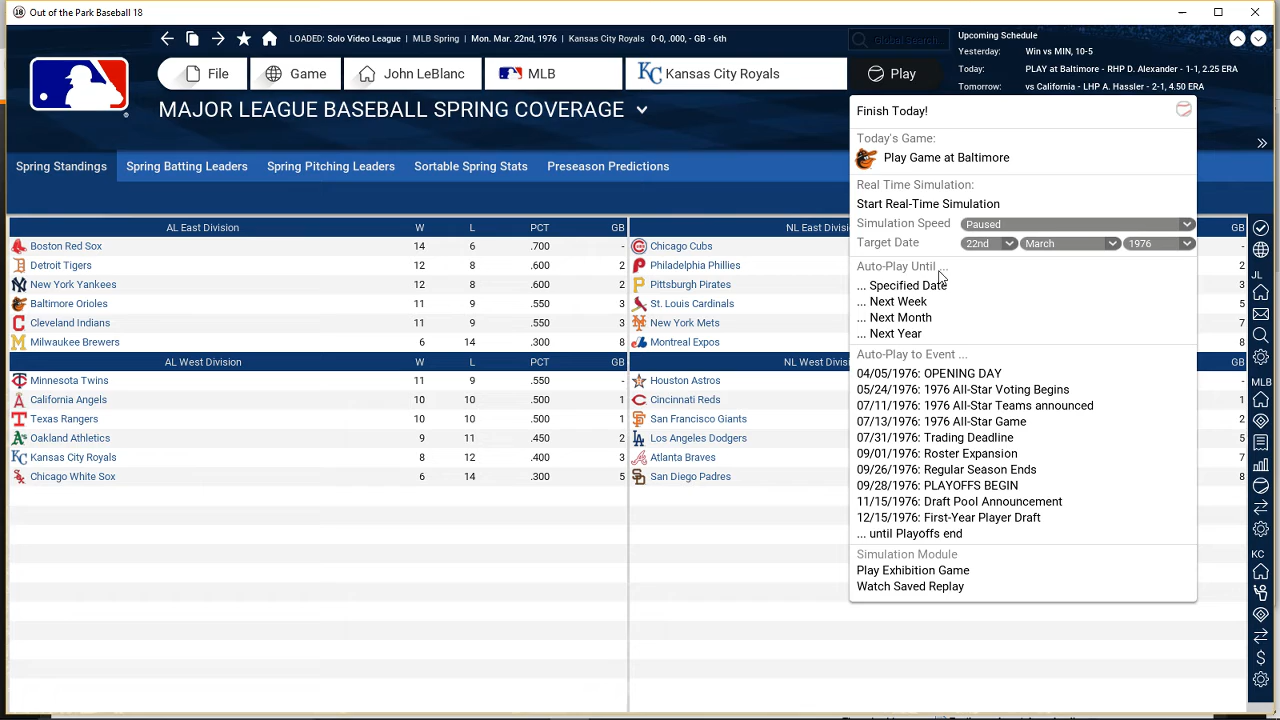 Out of the Park Baseball 18
LOADED: Solo Video League | MLB Spring | Mon. Mar. 22nd, 1976 | Kansas City Royals 0-0, .000, - GB - 6th
Global Search...
Upcoming Schedule
Yesterday: Win vs MIN, 10-5
Today: PLAY at Baltimore - RHP D. Alexander - 1-1, 2.25 ERA
Tomorrow: vs California - LHP A. Hassler - 2-1, 4.50 ERA
File Game John LeBlanc MLB Kansas City Royals Play
MAJOR LEAGUE BASEBALL SPRING COVERAGE
Spring Standings Spring Batting Leaders Spring Pitching Leaders Sortable Spring Stats Preseason Predictions
AL East Division W L PCT GB
Boston Red Sox 14 6 .700 -
Detroit Tigers 12 8 .600 2
New York Yankees 12 8 .600 2
Baltimore Orioles 11 9 .550 3
Cleveland Indians 11 9 .550 3
Milwaukee Brewers 6 14 .300 8
AL West Division W L PCT GB
Minnesota Twins 11 9 .550 -
California Angels 10 10 .500 1
Texas Rangers 10 10 .500 1
Oakland Athletics 9 11 .450 2
Kansas City Royals 8 12 .400 3
Chicago White Sox 6 14 .300 5
NL East Divisi GB
Chicago Cubs -
Philadelphia Phillies 2
Pittsburgh Pirates 3
St. Louis Cardinals 5
New York Mets 7
Montreal Expos 8
NL West Divisi GB
Houston Astros -
Cincinnati Reds 1
San Francisco Giants 2
Los Angeles Dodgers 5
Atlanta Braves 7
San Diego Padres 8
Finish Today!
Today's Game:
Play Game at Baltimore
Real Time Simulation:
Start Real-Time Simulation
Simulation Speed Paused
Target Date 22nd March 1976
Auto-Play Until ...
... Specified Date
... Next Week
... Next Month
... Next Year
Auto-Play to Event ...
04/05/1976: OPENING DAY
05/24/1976: 1976 All-Star Voting Begins
07/11/1976: 1976 All-Star Teams announced
07/13/1976: 1976 All-Star Game
07/31/1976: Trading Deadline
09/01/1976: Roster Expansion
09/26/1976: Regular Season Ends
09/28/1976: PLAYOFFS BEGIN
11/15/1976: Draft Pool Announcement
12/15/1976: First-Year Player Draft
... until Playoffs end
Simulation Module
Play Exhibition Game
Watch Saved Replay
JL
MLB
KC